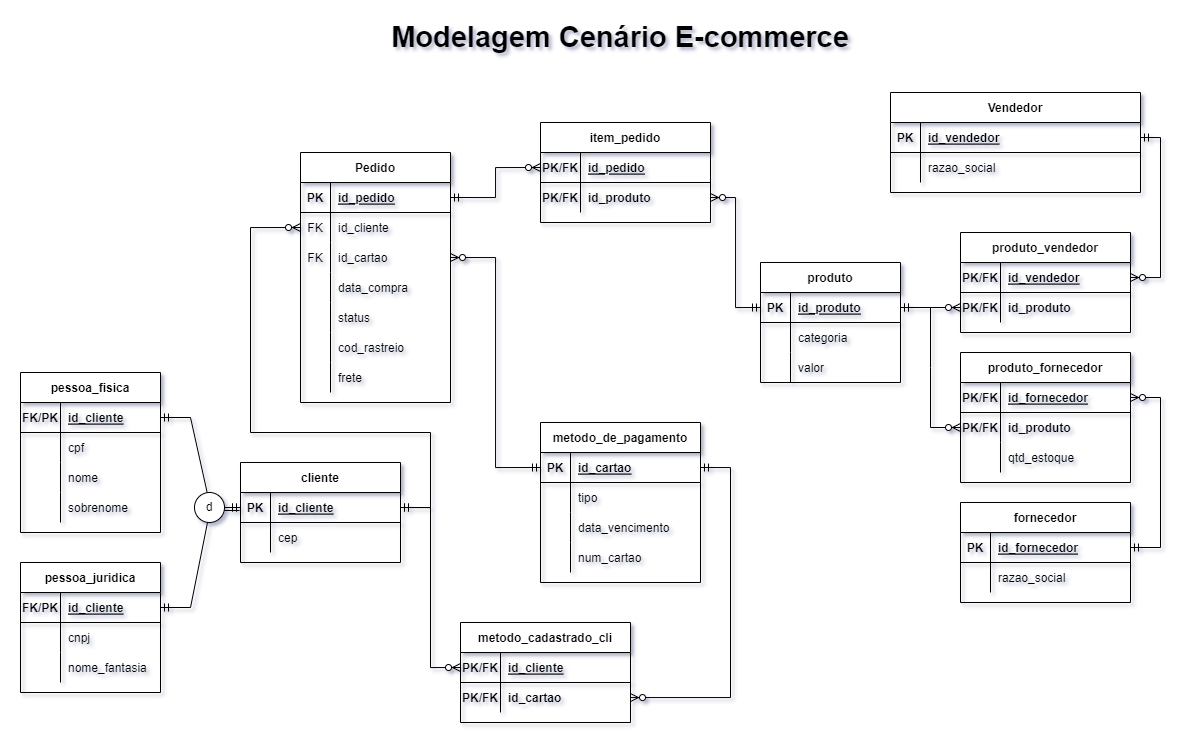 Modelagem Cenário E-commerce
Vendedor
PK id_vendedor
razao_social
item_pedido
PK/FK id_pedido
PK/FK id_produto
Pedido
PK id_pedido
FK id_cliente
FK id_cartao
data_compra
status
cod_rastreio
frete
produto_vendedor
PK/FK id_vendedor
PK/FK id_produto
produto
PK id_produto
categoria
valor
produto_fornecedor
PK/FK id_fornecedor
PK/FK id_produto
qtd_estoque
pessoa_fisica
FK/PK id_cliente
cpf
nome
sobrenome
d
cliente
PK id_cliente
cep
metodo_de_pagamento
PK id_cartao
tipo
data_vencimento
num_cartao
fornecedor
PK id_fornecedor
razao_social
pessoa_juridica
FK/PK id_cliente
cnpj
nome_fantasia
metodo_cadastrado_cli
PK/FK id_cliente
PK/FK id_cartao